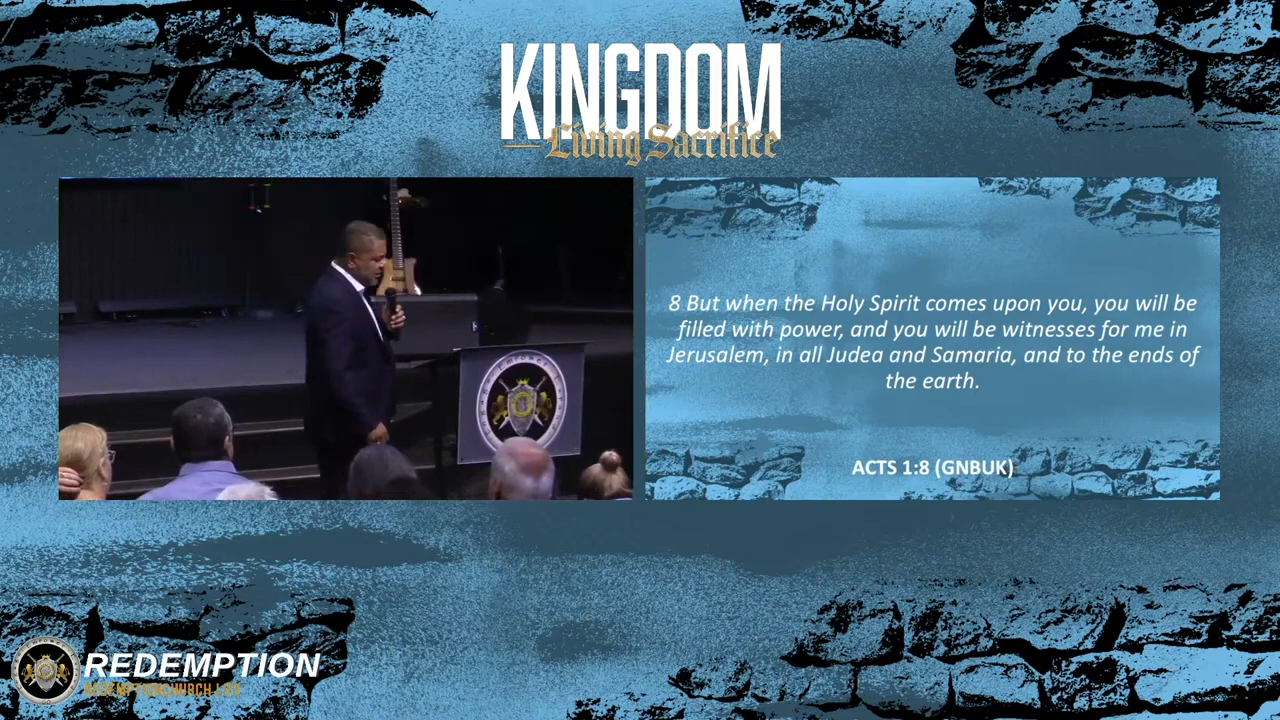 KINGDOM
Living Sacrifice
8 But when the Holy Spirit comes upon you, you will be
filled with power, and you will be witnesses for me in
Jerusalem, in all Judea and Samaria, and to the ends of
the earth.
ACTS 1:8 (GNBUK)
REDEMPTION
REDEMPTIONCHURCH.LIFE